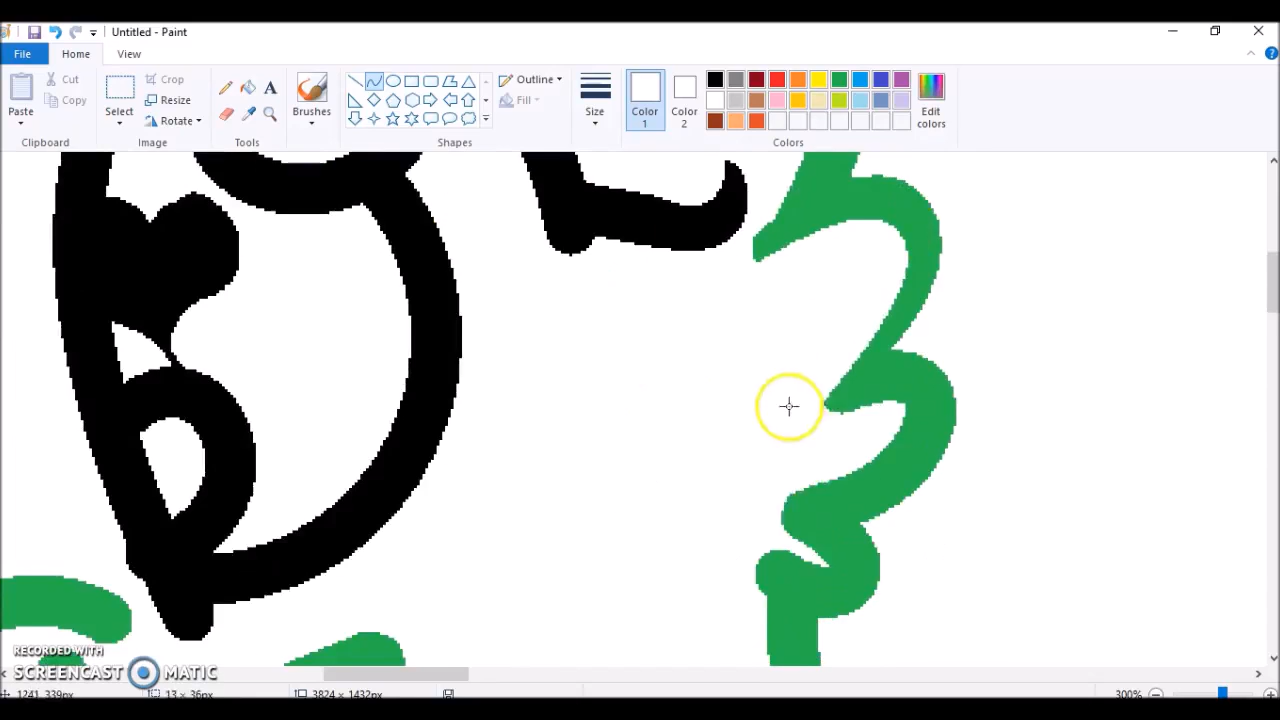 Untitled - Paint
File Home View
Paste
Cut
Copy
Clipboard
Select
Crop
Resize
Rotate
Image
A
Tools
Brushes
Outline
Fill
Shapes
Size
Color 1
Color 2
Edit colors
Colors
RECORDED WITH
SCREENCAST MATIC
1241, 339px 13 × 36px 3824 × 1432px 300%